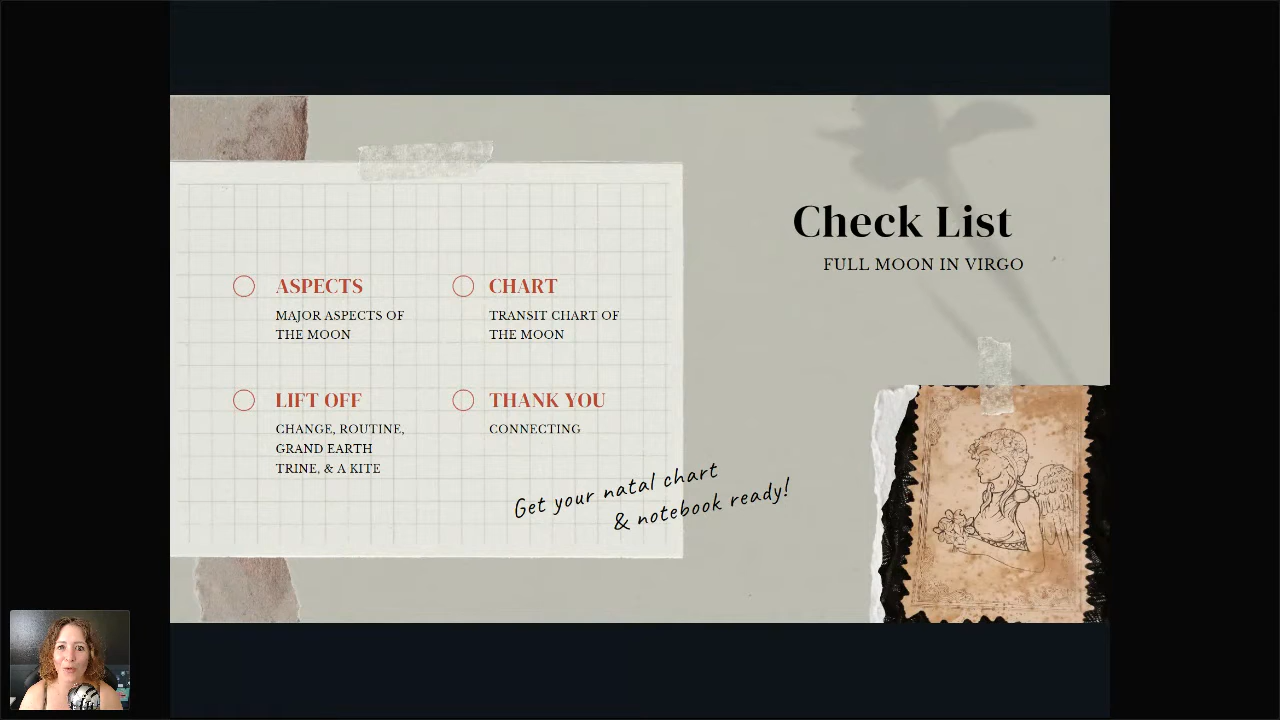 Check List
FULL MOON IN VIRGO
ASPECTS
MAJOR ASPECTS OF
THE MOON
CHART
TRANSIT CHART OF
THE MOON
LIFT OFF
CHANGE, ROUTINE,
GRAND EARTH
TRINE, & A KITE
THANK YOU
CONNECTING
Get your natal chart
& notebook ready!